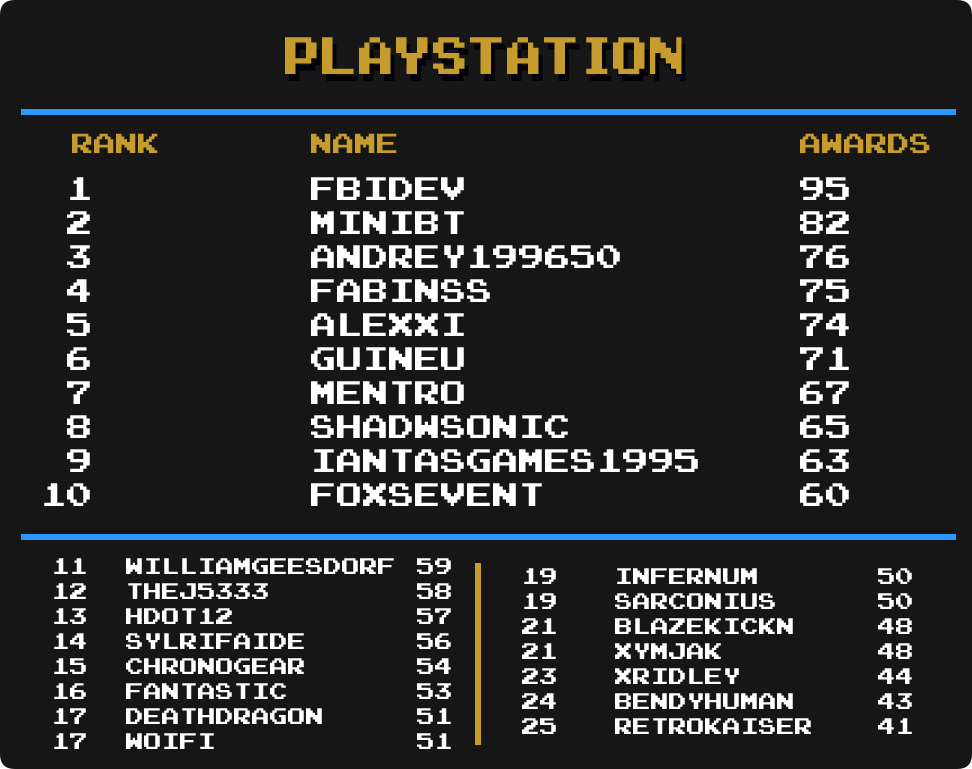 PLAYSTATION
RANK NAME AWARDS
1 FBIDEV 95
2 MINIBT 82
3 ANDREY199650 76
4 FABINSS 75
5 ALEXXI 74
6 GUINEU 71
7 MENTRO 67
8 SHADWSONIC 65
9 IANTASGAMES1995 63
10 FOXSEVENT 60
11 WILLIAMGEESDORF 59
12 THEJ5333 58
13 HDOT12 57
14 SYLRIFAIDE 56
15 CHRONOGEAR 54
16 FANTASTIC 53
17 DEATHDRAGON 51
17 WOIFI 51
19 INFERNUM 50
19 SARCONIUS 50
21 BLAZEKICKN 48
21 XYMJAK 48
23 XRIDLEY 44
24 BENDYHUMAN 43
25 RETROKAISER 41